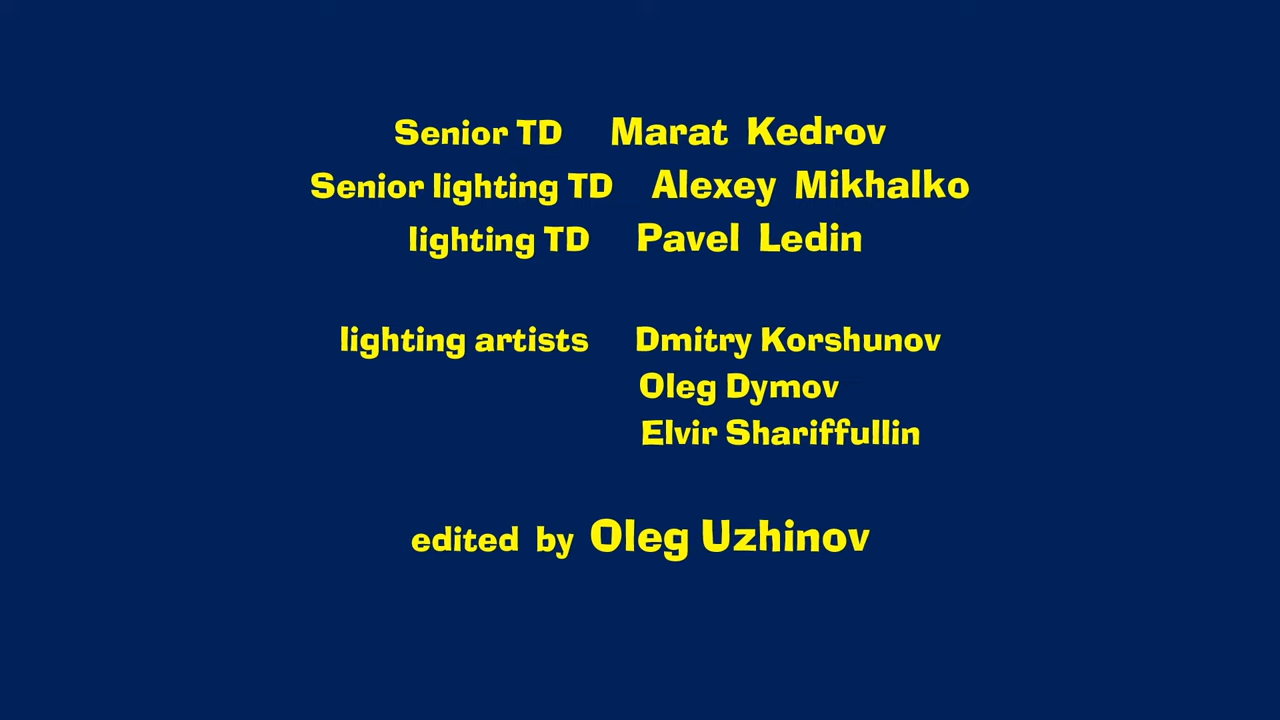 Senior TD Marat Kedrov
Senior lighting TD Alexey Mikhalko
lighting TD Pavel Ledin
lighting artists Dmitry Korshunov
Oleg Dymov
Elvir Shariffullin
edited by Oleg Uzhinov